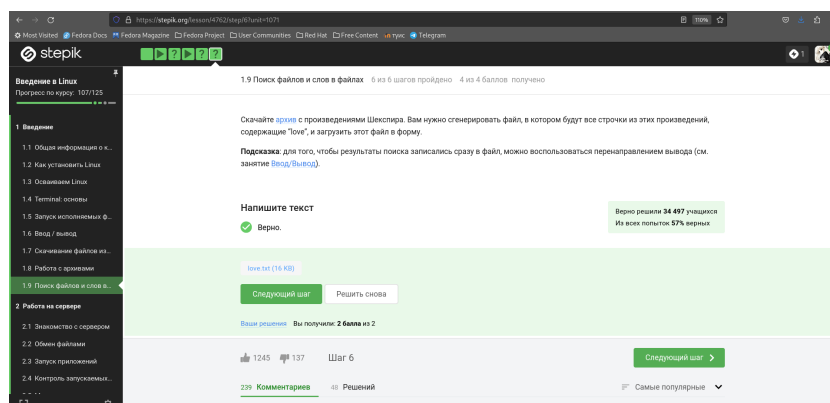 https://stepik.org/lesson/4762/step/6?unit=1071
110%
Most Visited
Fedora Docs
Fedora Magazine
Fedora Project
User Communities
Red Hat
Free Content
туис
Telegram
stepik
1
Введение в Linux
Прогресс по курсу: 107/125
1 Введение
1.1 Общая информация о к...
1.2 Как установить Linux
1.3 Осваиваем Linux
1.4 Terminal: основы
1.5 Запуск исполняемых ф...
1.6 Ввод / вывод
1.7 Скачивание файлов из...
1.8 Работа с архивами
1.9 Поиск файлов и слов в...
2 Работа на сервере
2.1 Знакомство с сервером
2.2 Обмен файлами
2.3 Запуск приложений
2.4 Контроль запускаемых...
1.9 Поиск файлов и слов в файлах 6 из 6 шагов пройдено 4 из 4 баллов получено
Скачайте архив с произведениями Шекспира. Вам нужно сгенерировать файл, в котором будут все
строчки из этих произведений,
содержащие "love", и загрузить этот файл в форму.
Подсказка: для того, чтобы результаты поиска записались сразу в файл, можно воспользоваться перенаправлением вывода (см.
занятие Ввод/Вывод).
Напишите текст
Верно.
Верно решили 34 497 учащихся
Из всех попыток 57% верных
love.txt (16 KB)
Следующий шаг
Решить снова
Ваши решения Вы получили: 2 балла из 2
1245
137
Шаг 6
Следующий шаг
239 Комментариев
48 Решений
Самые популярные